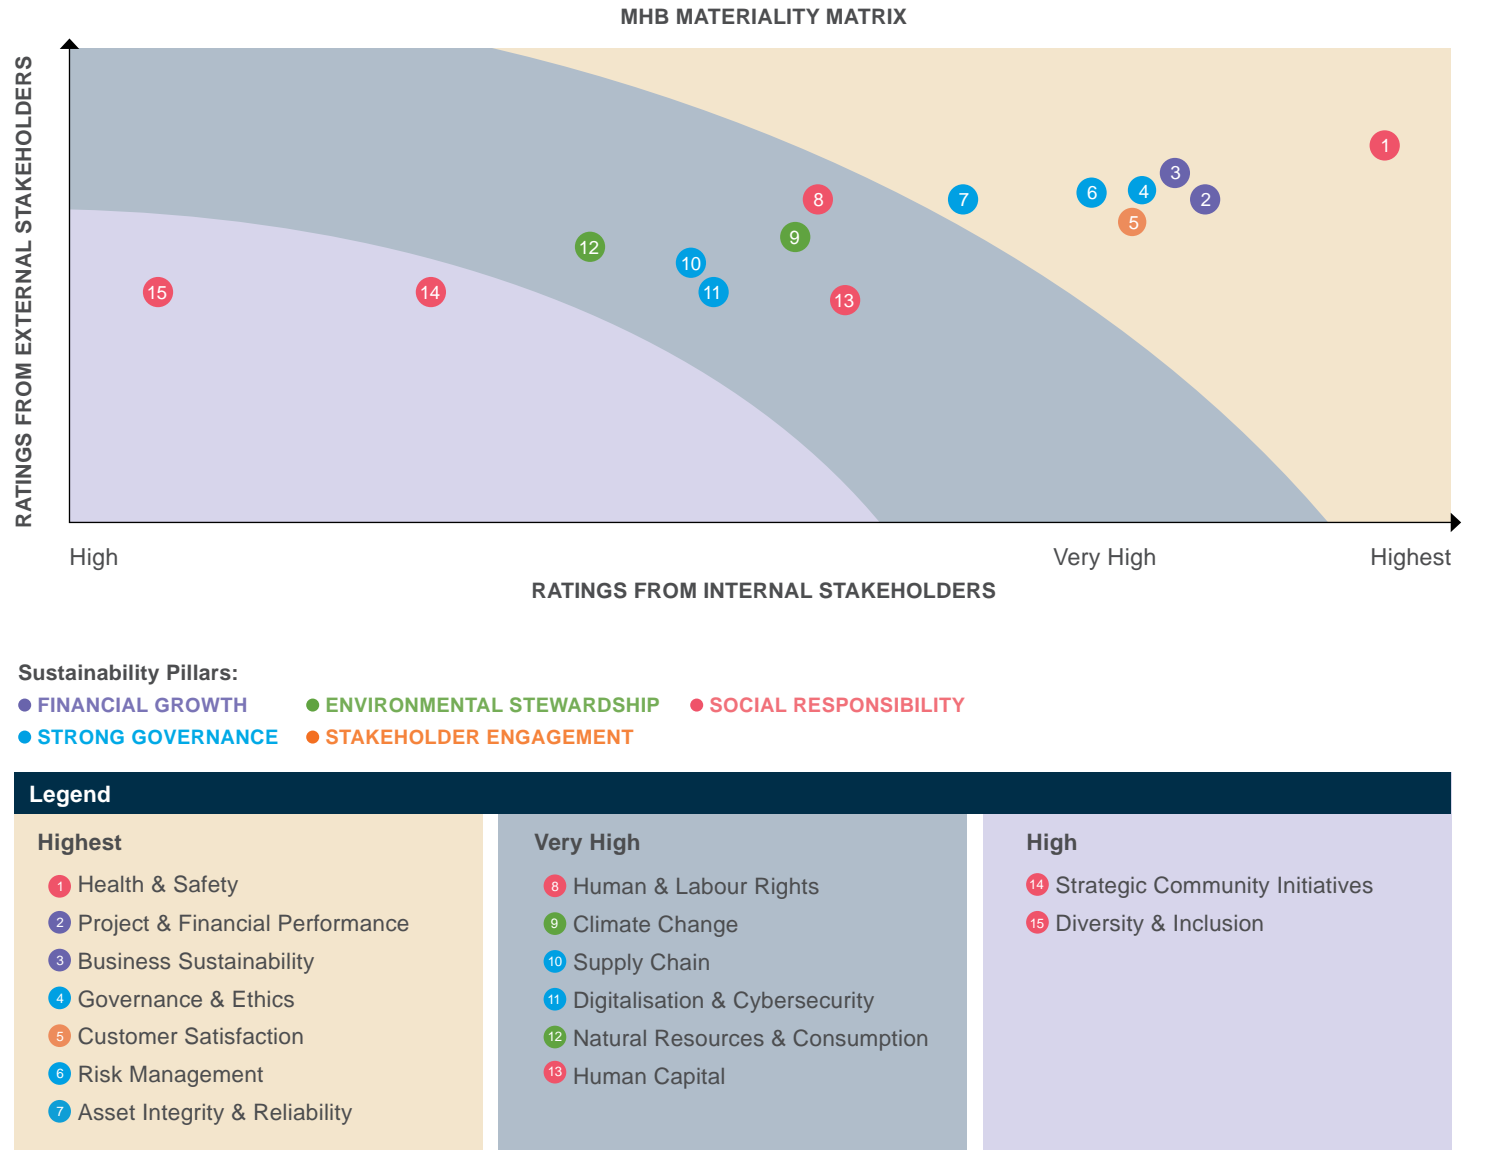 MHB MATERIALITY MATRIX
RATINGS FROM EXTERNAL STAKEHOLDERS
1
3
2
4
6
5
7
8
9
12
10
11
13
14
15
High
Very High
Highest
RATINGS FROM INTERNAL STAKEHOLDERS
Sustainability Pillars:
FINANCIAL GROWTH
ENVIRONMENTAL STEWARDSHIP
SOCIAL RESPONSIBILITY
STRONG GOVERNANCE
STAKEHOLDER ENGAGEMENT
Legend
Highest
1 Health & Safety
2 Project & Financial Performance
3 Business Sustainability
4 Governance & Ethics
5 Customer Satisfaction
6 Risk Management
7 Asset Integrity & Reliability
Very High
8 Human & Labour Rights
9 Climate Change
10 Supply Chain
11 Digitalisation & Cybersecurity
12 Natural Resources & Consumption
13 Human Capital
High
14 Strategic Community Initiatives
15 Diversity & Inclusion